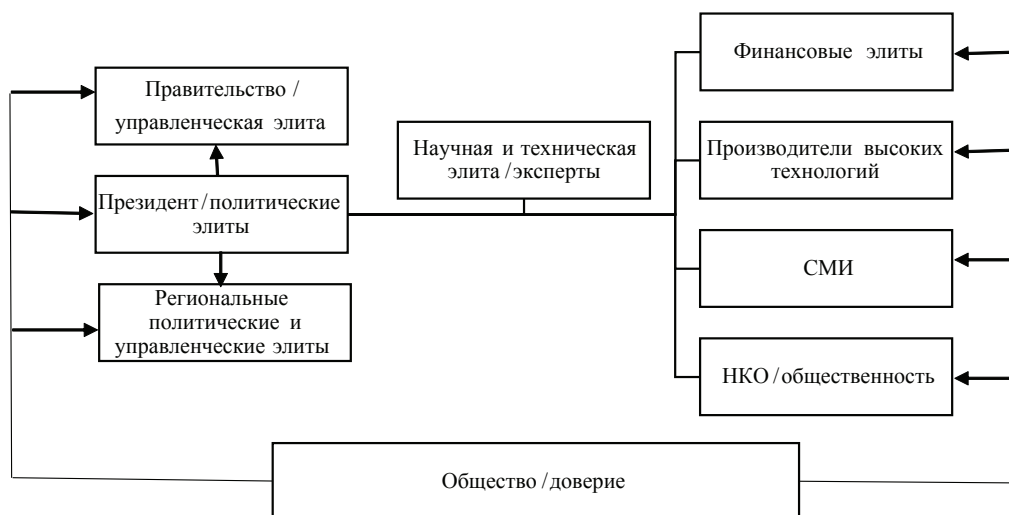 Финансовые элиты
Правительство /
управленческая элита
Научная и техническая
элита /эксперты
Производители высоких
технологий
Президент/политические
элиты
СМИ
Региональные
политические и
управленческие элиты
НКО /общественность
Общество /доверие